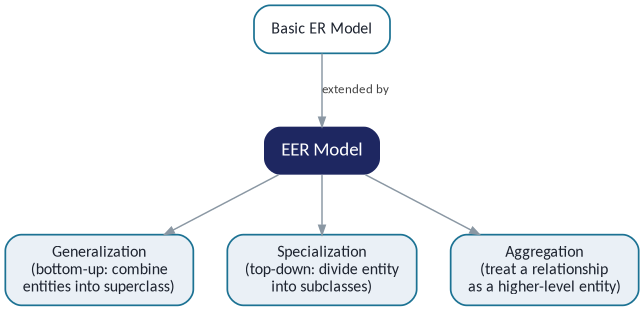 Basic ER Model
extended by
EER Model
Generalization
(bottom-up: combine
entities into superclass)
Specialization
(top-down: divide entity
into subclasses)
Aggregation
(treat a relationship
as a higher-level entity)